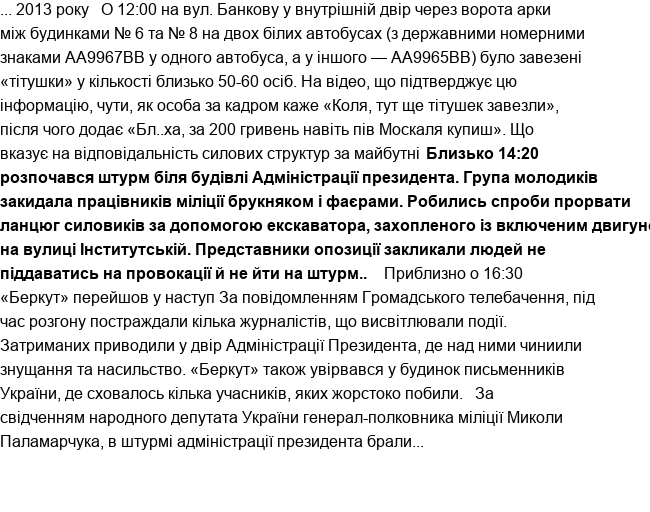 ... 2013 року   О 12:00 на вул. Банкову у внутрішній двір через ворота арки
між будинками № 6 та № 8 на двох білих автобусах (з державними номерними
знаками АА9967ВВ у одного автобуса, а у іншого — АА9965ВВ) було завезені
«тітушки» у кількості близько 50-60 осіб. На відео, що підтверджує цю
інформацію, чути, як особа за кадром каже «Коля, тут ще тітушек завезли»,
після чого додає «Бл..ха, за 200 гривень навіть пів Москаля купиш». Що
вказує на відповідальність силових структур за майбутні Близько 14:20
розпочався штурм біля будівлі Адміністрації президента. Група молодиків
закидала працівників міліції брукняком і фаєрами. Робились спроби прорвати
ланцюг силовиків за допомогою екскаватора, захопленого із включеним двигуно
на вулиці Інститутській. Представники опозиції закликали людей не
піддаватись на провокації й не йти на штурм..    Приблизно о 16:30
«Беркут» перейшов у наступ За повідомленням Громадського телебачення, під
час розгону постраждали кілька журналістів, що висвітлювали події.
Затриманих приводили у двір Адміністрації Президента, де над ними чиниили
знущання та насильство. «Беркут» також увірвався у будинок письменників
України, де сховалось кілька учасників, яких жорстоко побили.   За
свідченням народного депутата України генерал-полковника міліції Миколи
Паламарчука, в штурмі адміністрації президента брали...